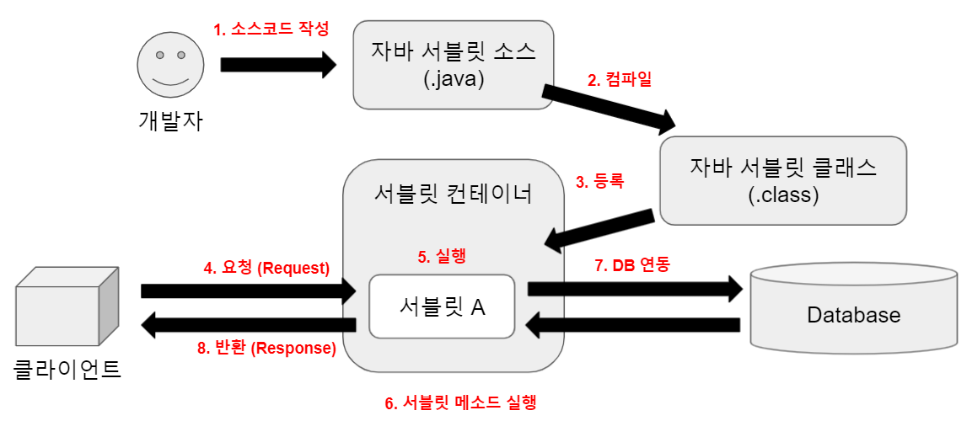 1. 소스코드 작성
자바 서블릿 소스
(.java)
개발자
2. 컴파일
자바 서블릿 클래스
(.class)
3. 등록
서블릿 컨테이너
4. 요청 (Request)
5. 실행
서블릿 A
7. DB 연동
Database
8. 반환 (Response)
클라이언트
6. 서블릿 메소드 실행